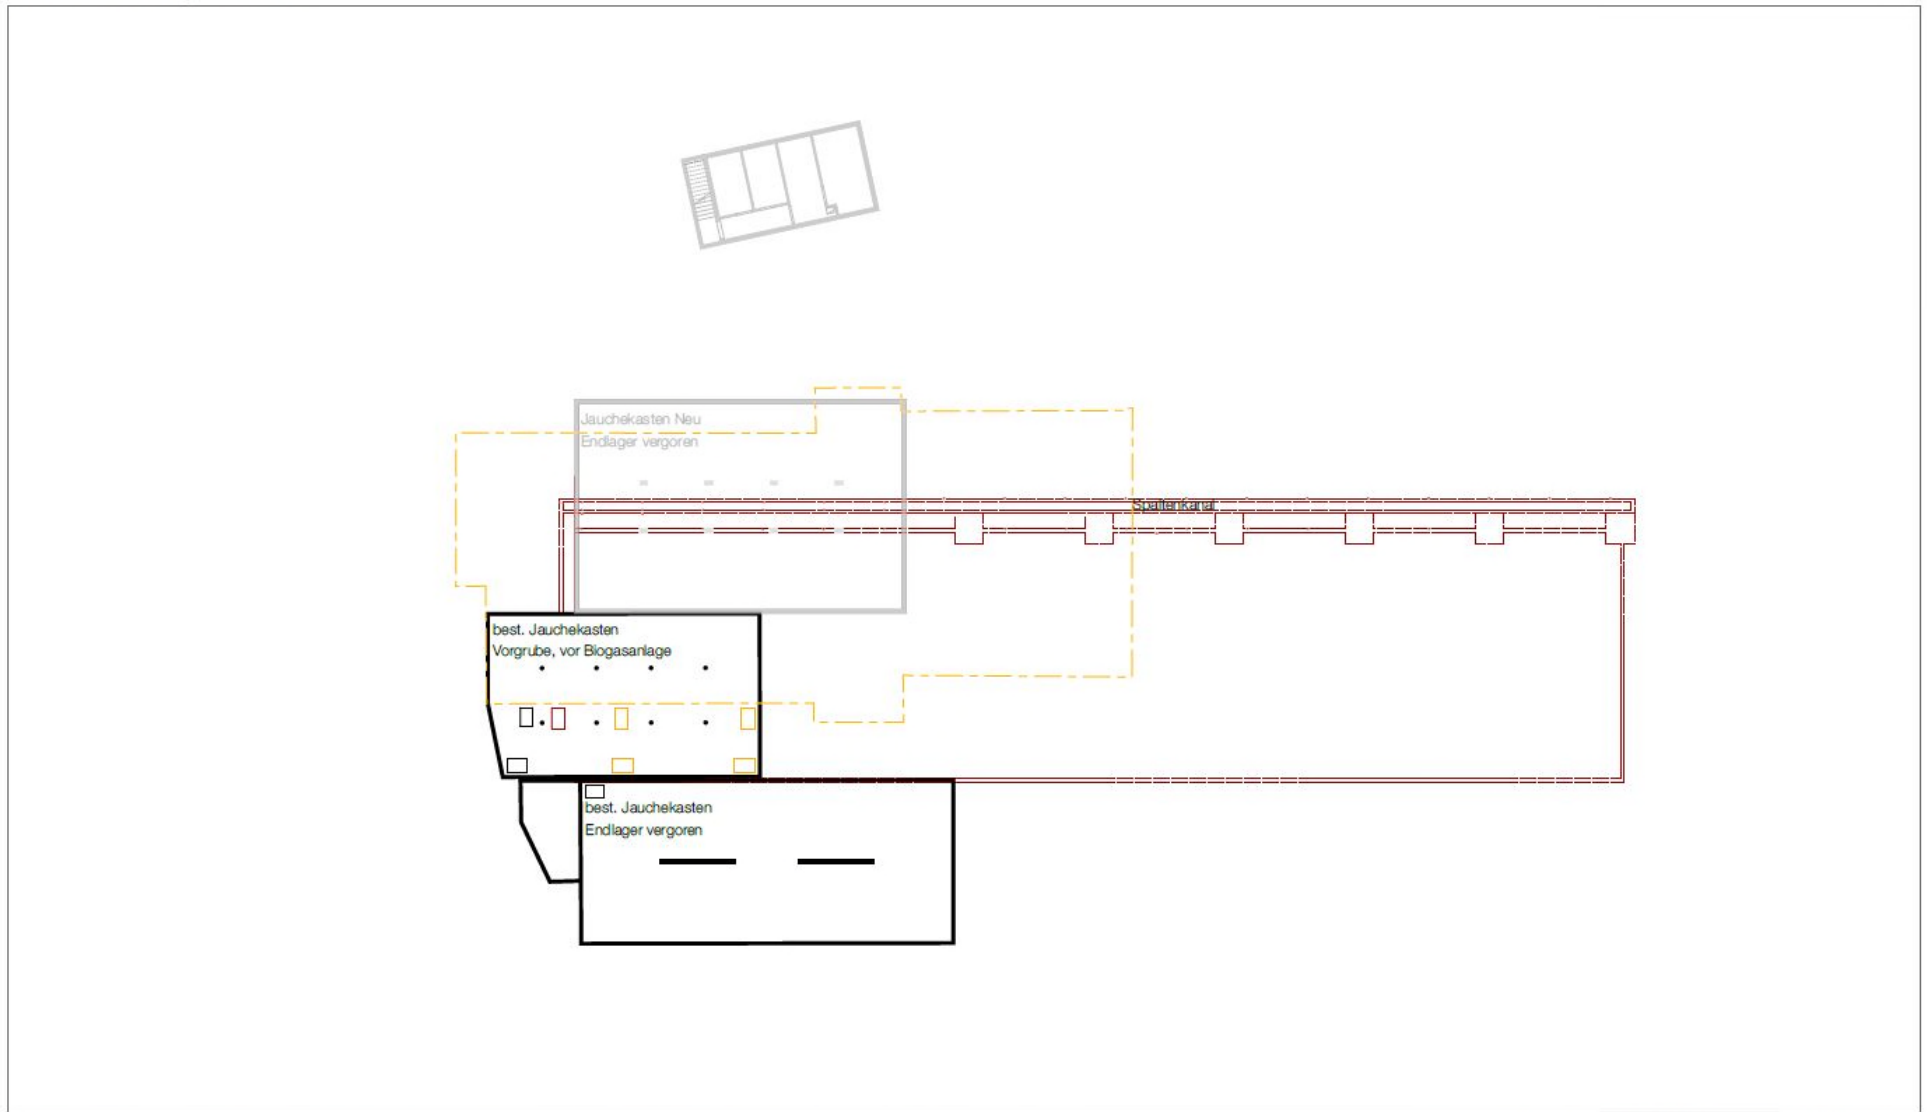 Jauchekasten Neu
Endlager vergoren
Spaltenkanal
best. Jauchekasten
Vorgrube, vor Biogasanlage
best. Jauchekasten
Endlager vergoren